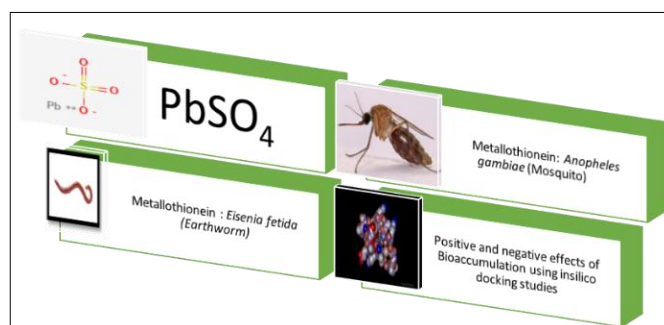 O
O
S
O
O
Pb ++
PbSO4
Metallothionein: Anopheles
gambiae (Mosquito)
Metallothionein : Eisenia fetida
(Earthworm)
Positive and negative effects of
Bioaccumulation using insilico
docking studies